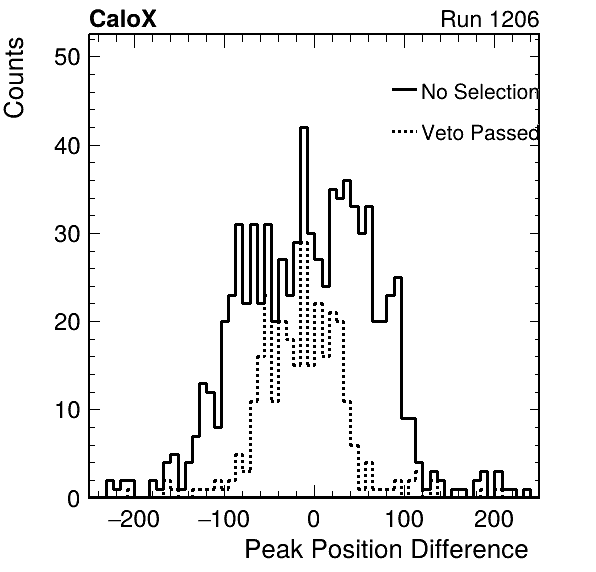 CaloX Run 1206
Counts
50
No Selection
Veto Passed
40
30
20
10
0
−200 −100 0 100 200
Peak Position Difference